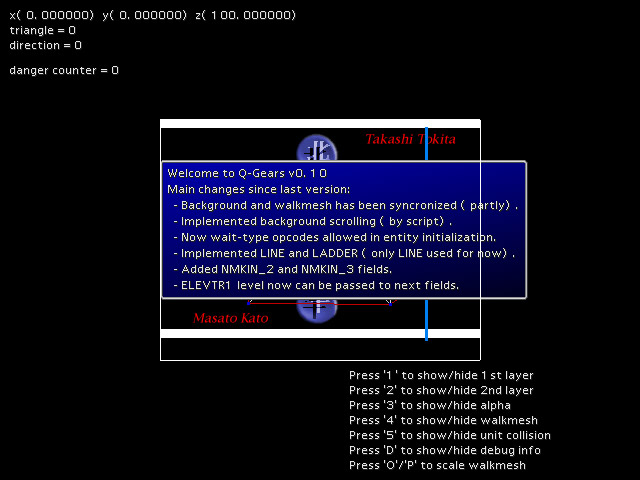 x( 0. 000000) y( 0. 000000) z( 1 00. 000000)
triangle = 0
direction = 0
danger counter = 0
Takashi Tokita
Welcome to Q-Gears v0. 1 0
Main changes since last version:
- Background and walkmesh has been syncronized ( partly) .
- Implemented background scrolling ( by script) .
- Now wait-type opcodes allowed in entity initialization.
- Implemented LINE and LADDER ( only LINE used for now) .
- Added NMKIN_2 and NMKIN_3 fields.
- ELEVTR1 level now can be passed to next fields.
Masato Kato
Press '1 ' to show/hide 1 st layer
Press '2' to show/hide 2nd layer
Press '3' to show/hide alpha
Press '4' to show/hide walkmesh
Press '5' to show/hide unit collision
Press 'D' to show/hide debug info
Press 'O'/'P' to scale walkmesh